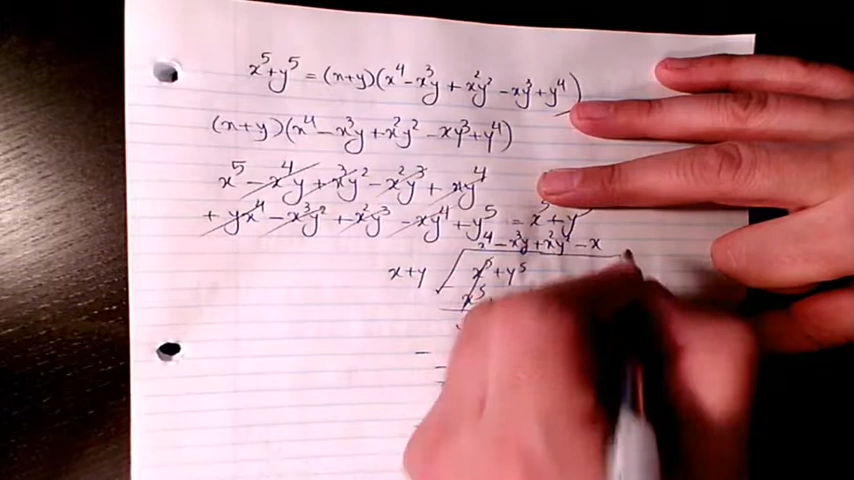 x⁵+y⁵ = (x+y)(x⁴-x³y+x²y²-xy³+y⁴)
(x+y)(x⁴-x³y+x²y²-xy³+y⁴)
x⁵-x⁴y+x³y²-x²y³+xy⁴
+yx⁴-x³y²+x²y³-xy⁴+y⁵ = x⁵+y⁵
x⁴-x³y+x²y²-x
x+y √x⁵+y⁵
x⁵